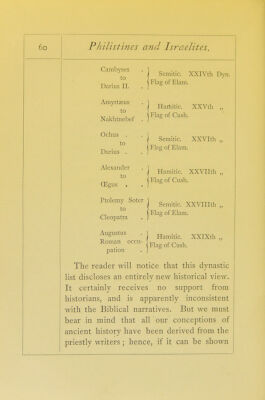 60
Philistines and Israelites.
Cambyses . } Semitic. XXIVth Dyn.
to
Darius II. . } Flag of Elam.
Amyrtæus . } Hamitic. XXVth „
to
Nakhtnebef . } Flag of Cush.
Ochus . . } Semitic. XXVIth „
to
Darius . . } Flag of Elam.
Alexander . } Hamitic. XXVIIth „
to
Œgus . . } Flag of Cush.
Ptolemy Soter } Semitic. XXVIIIth „
to
Cleopatra . } Flag of Elam.
Augustus . } Hamitic. XXIXth „
Roman occu- } Flag of Cush.
pation .
The reader will notice that this dynastic
list discloses an entirely new historical view.
It certainly receives no support from
historians, and is apparently inconsistent
with the Biblical narratives. But we must
bear in mind that all our conceptions of
ancient history have been derived from the
priestly writers; hence, if it can be shown